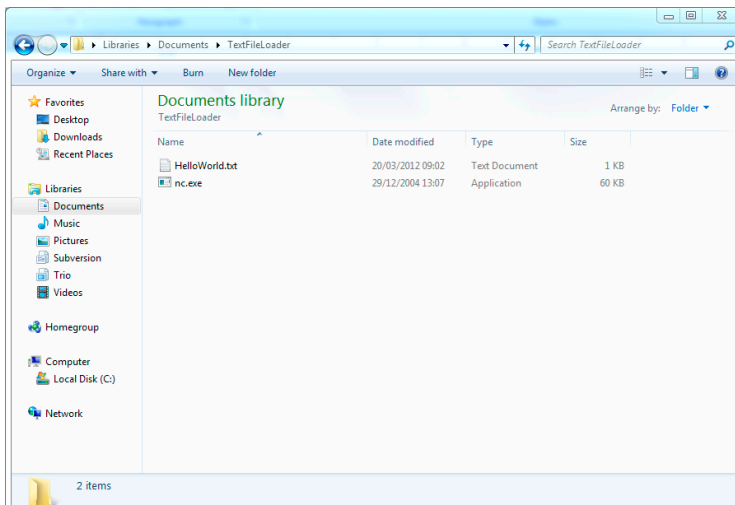 Libraries Documents TextFileLoader
Search TextFileLoader
Organize Share with Burn New folder
Favorites
Desktop
Downloads
Recent Places
Libraries
Documents
Music
Pictures
Subversion
Trio
Videos
Homegroup
Computer
Local Disk (C:)
Network
Documents library
TextFileLoader
Arrange by: Folder
Name Date modified Type Size
HelloWorld.txt 20/03/2012 09:02 Text Document 1 KB
nc.exe 29/12/2004 13:07 Application 60 KB
2 items